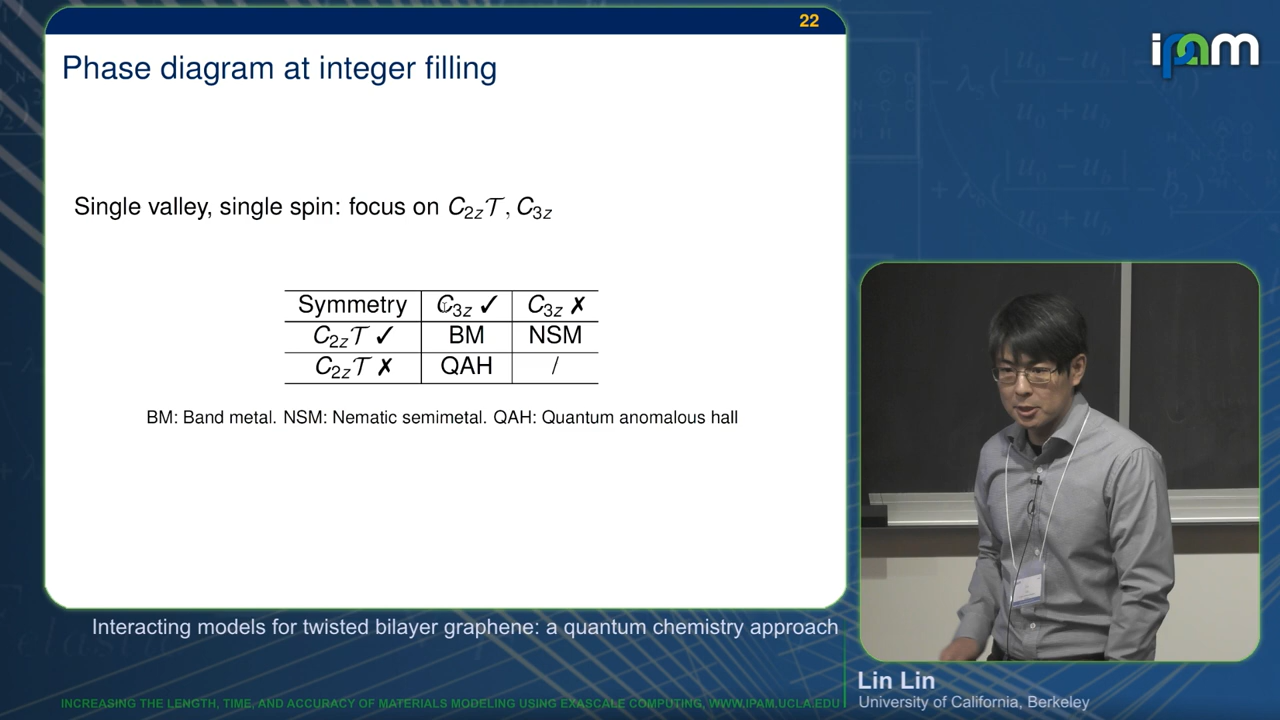 22
ipam
Phase diagram at integer filling
Single valley, single spin: focus on C₂z𝒯, C₃z
Symmetry C₃z ✓ C₃z ✗
C₂z𝒯 ✓ BM NSM
C₂z𝒯 ✗ QAH /
BM: Band metal. NSM: Nematic semimetal. QAH: Quantum anomalous hall
Interacting models for twisted bilayer graphene: a quantum chemistry approach
Lin Lin
University of California, Berkeley
INCREASING THE LENGTH, TIME, AND ACCURACY OF MATERIALS MODELING USING EXASCALE COMPUTING, WWW.IPAM.UCLA.EDU